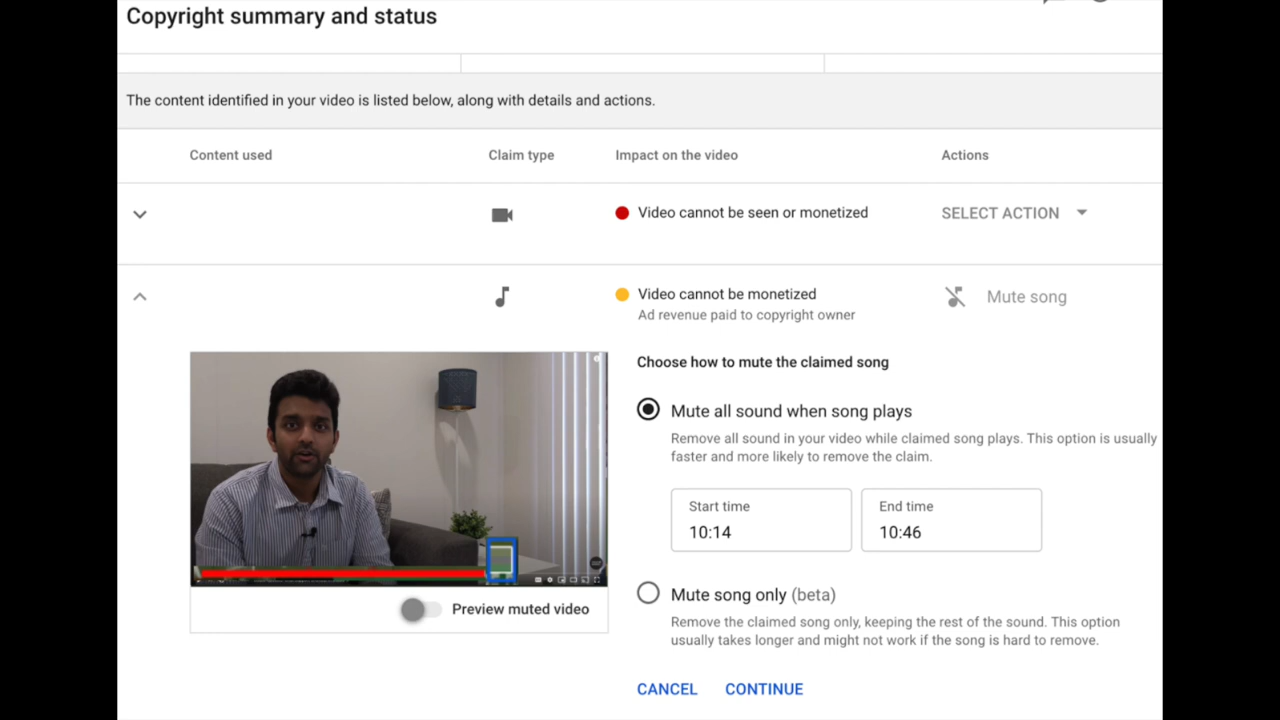 Copyright summary and status
The content identified in your video is listed below, along with details and actions.
Content used Claim type Impact on the video Actions
Video cannot be seen or monetized SELECT ACTION
Video cannot be monetized Mute song
Ad revenue paid to copyright owner
Choose how to mute the claimed song
Mute all sound when song plays
Remove all sound in your video while claimed song plays. This option is usually
faster and more likely to remove the claim.
Start time End time
10:14 10:46
Mute song only (beta)
Preview muted video
Remove the claimed song only, keeping the rest of the sound. This option
usually takes longer and might not work if the song is hard to remove.
CANCEL CONTINUE